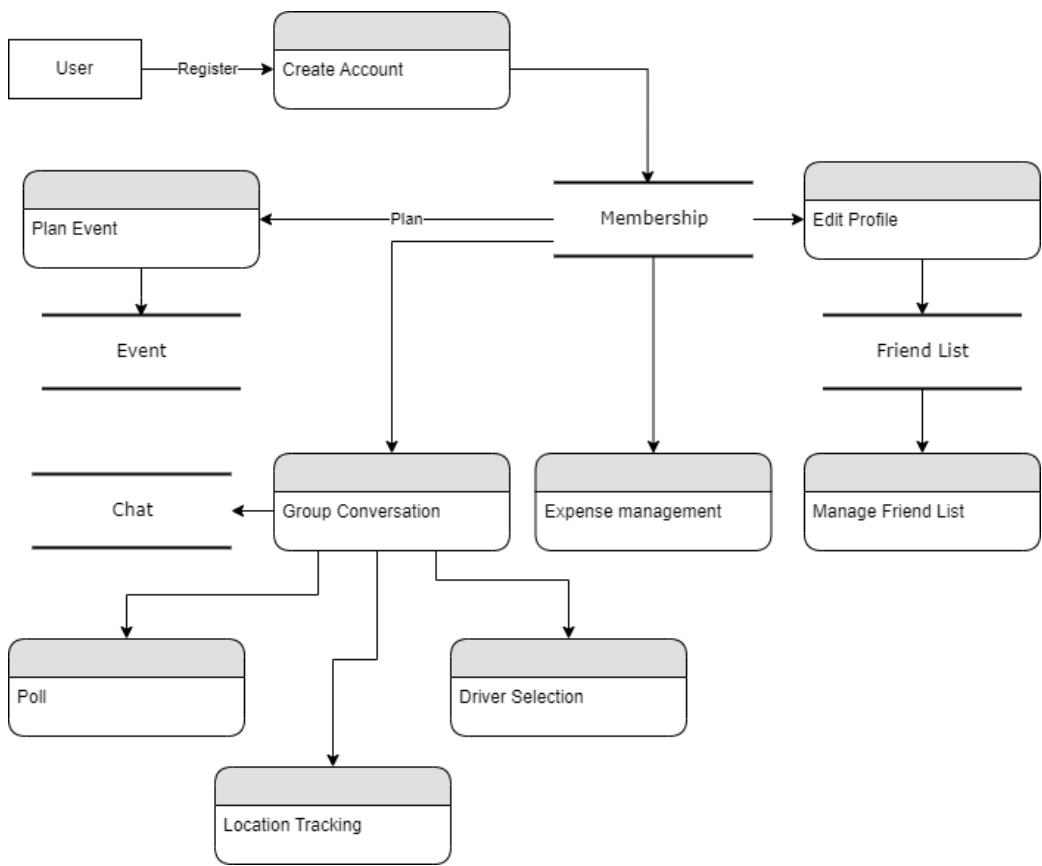 User
Register
Create Account
Plan Event
Plan
Membership
Edit Profile
Event
Friend List
Chat
Group Conversation
Expense management
Manage Friend List
Poll
Driver Selection
Location Tracking